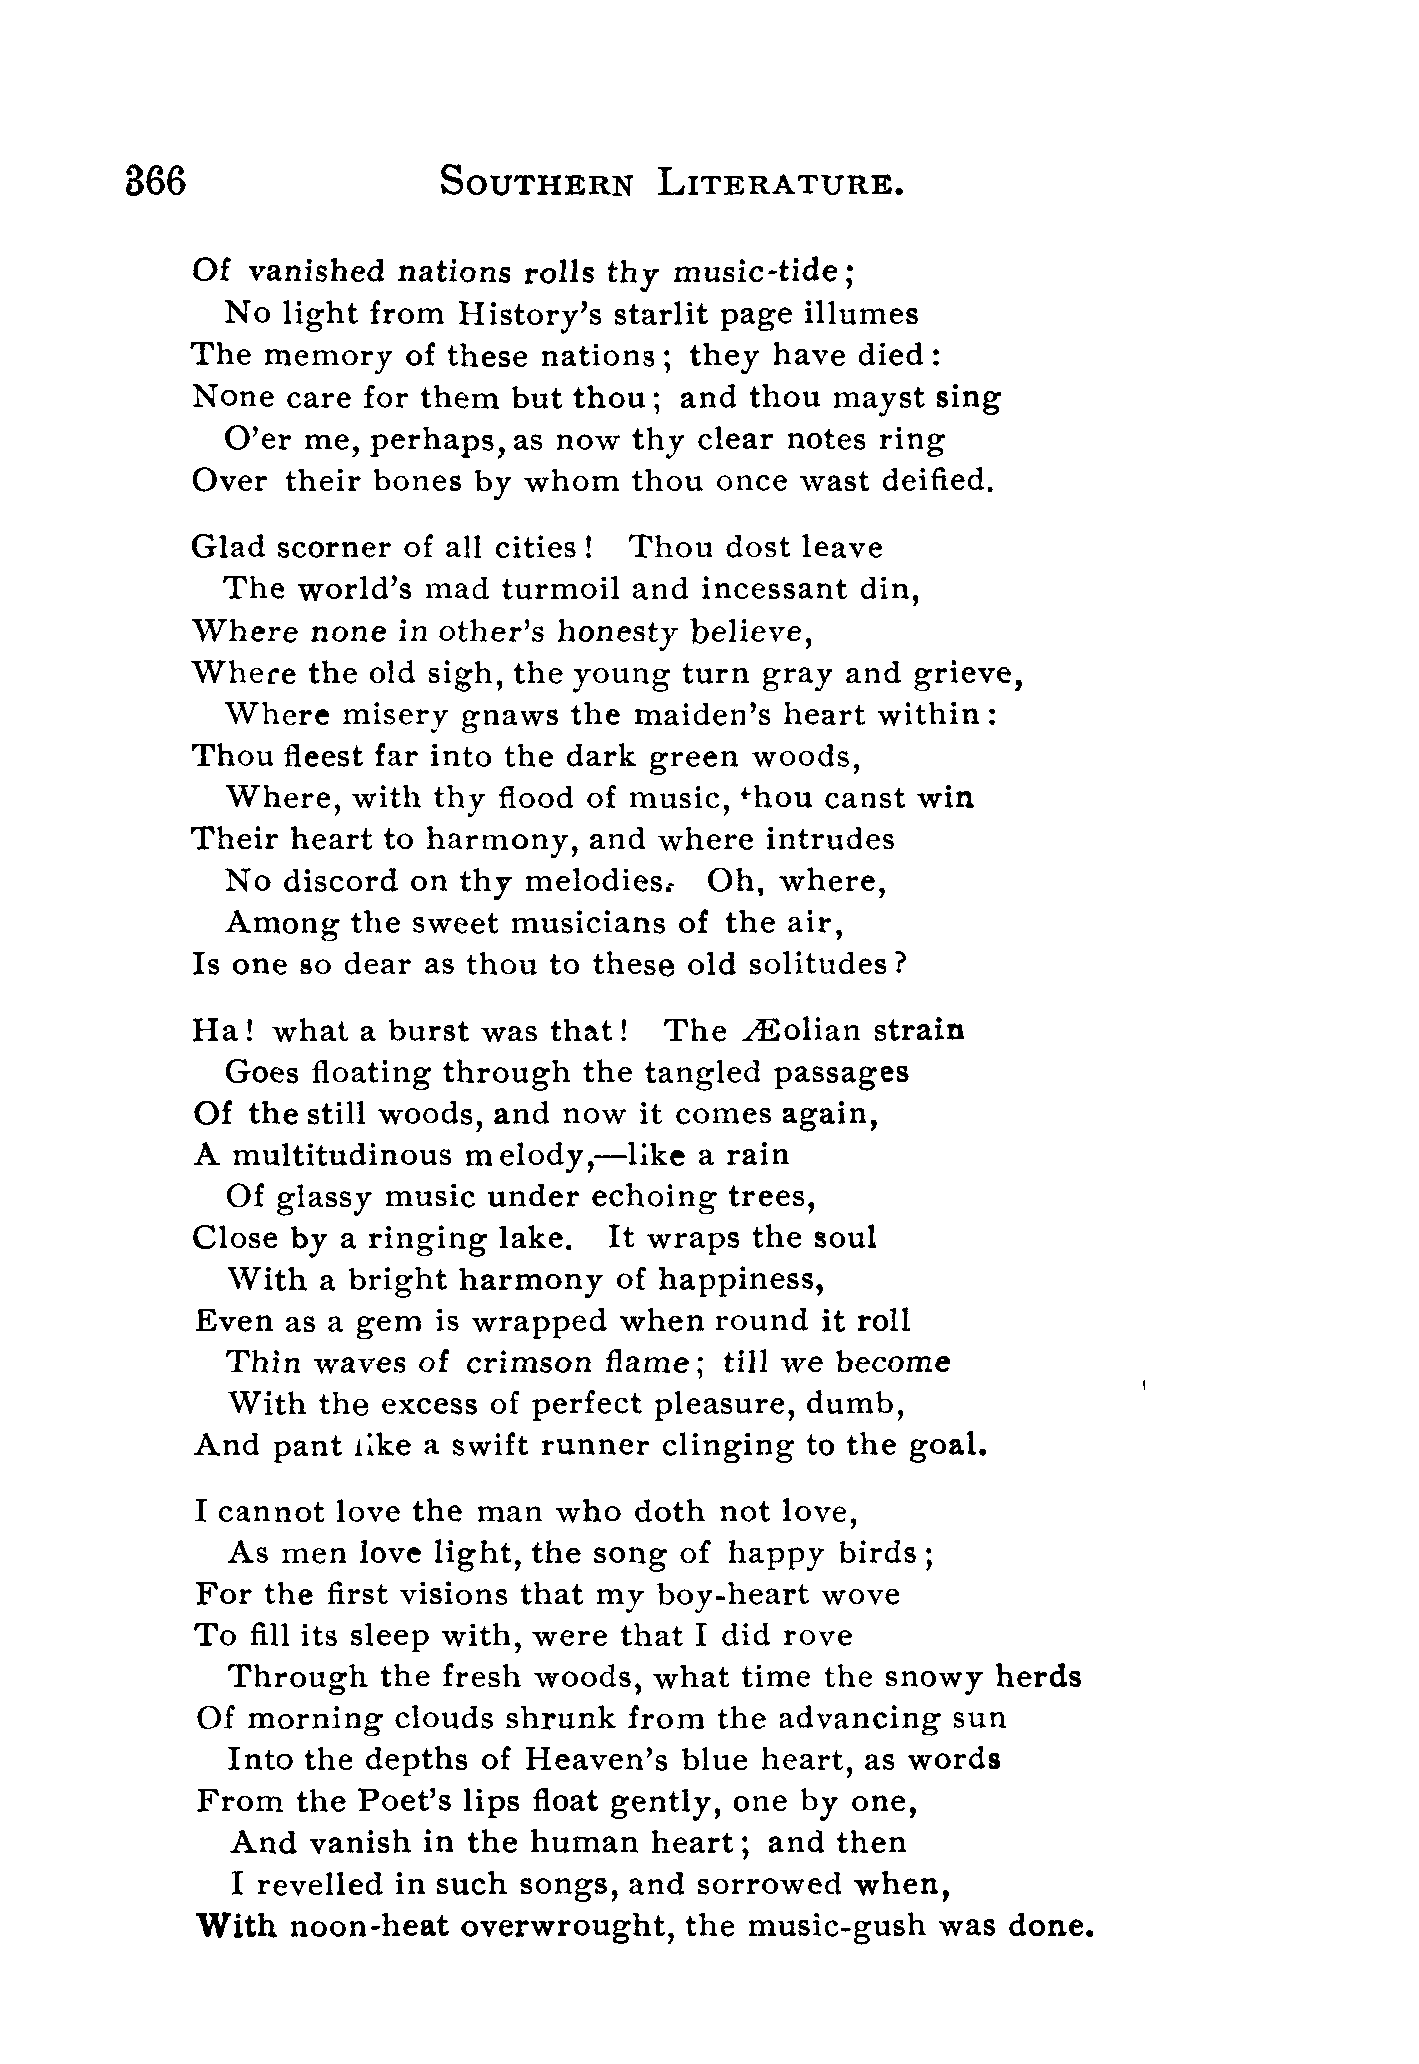 366 SOUTHERN LITERATURE.
Of vanished nations rolls thy music-tide;
No light from History's starlit page illumes
The memory of these nations; they have died:
None care for them but thou; and thou mayst sing
O'er me, perhaps, as now thy clear notes ring
Over their bones by whom thou once wast deified.
Glad scorner of all cities! Thou dost leave
The world's mad turmoil and incessant din,
Where none in other's honesty believe,
Where the old sigh, the young turn gray and grieve,
Where misery gnaws the maiden's heart within:
Thou fleest far into the dark green woods,
Where, with thy flood of music, thou canst win
Their heart to harmony, and where intrudes
No discord on thy melodies. Oh, where,
Among the sweet musicians of the air,
Is one so dear as thou to these old solitudes?
Ha! what a burst was that! The Æolian strain
Goes floating through the tangled passages
Of the still woods, and now it comes again,
A multitudinous melody,—like a rain
Of glassy music under echoing trees,
Close by a ringing lake. It wraps the soul
With a bright harmony of happiness,
Even as a gem is wrapped when round it roll
Thin waves of crimson flame; till we become
With the excess of perfect pleasure, dumb,
And pant like a swift runner clinging to the goal.
I cannot love the man who doth not love,
As men love light, the song of happy birds;
For the first visions that my boy-heart wove
To fill its sleep with, were that I did rove
Through the fresh woods, what time the snowy herds
Of morning clouds shrunk from the advancing sun
Into the depths of Heaven's blue heart, as words
From the Poet's lips float gently, one by one,
And vanish in the human heart; and then
I revelled in such songs, and sorrowed when,
With noon-heat overwrought, the music-gush was done.